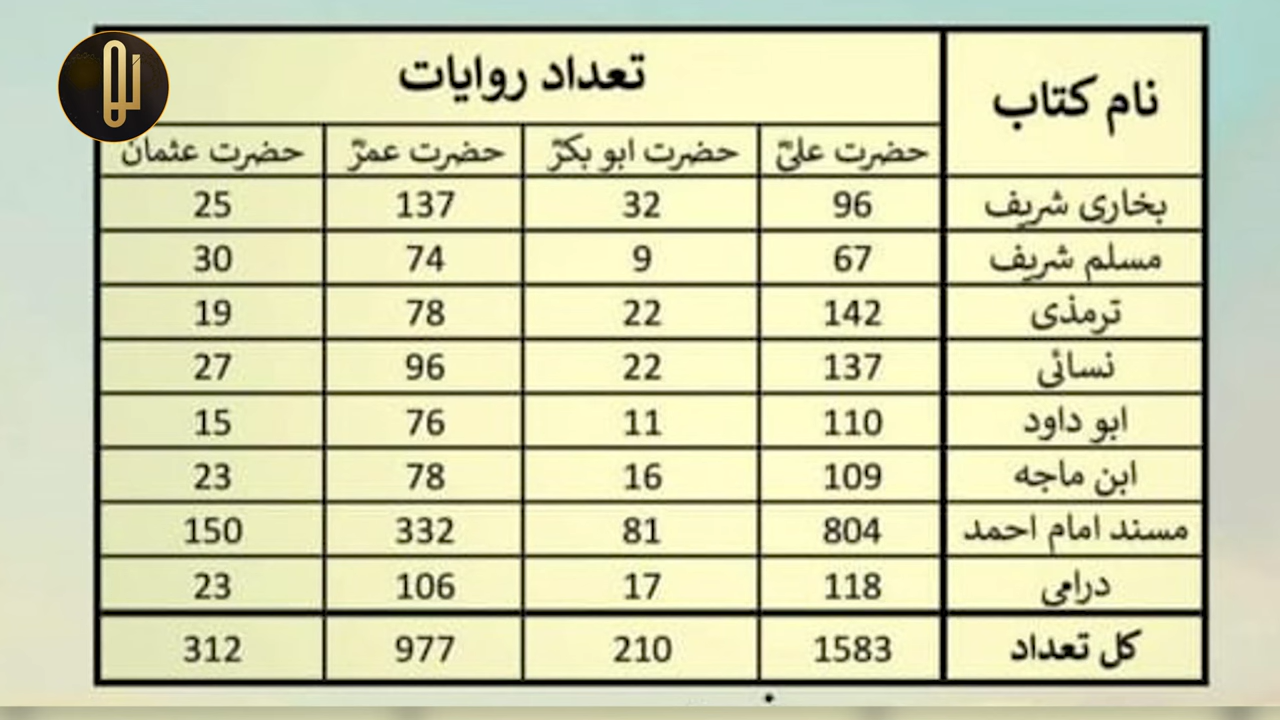 نام کتاب تعداد روایات
حضرت علیؓ حضرت ابو بکرؓ حضرت عمرؓ حضرت عثمان
بخاری شریف 96 32 137 25
مسلم شریف 67 9 74 30
ترمذی 142 22 78 19
نسائی 137 22 96 27
ابو داود 110 11 76 15
ابن ماجه 109 16 78 23
مسند امام احمد 804 81 332 150
درامی 118 17 106 23
کل تعداد 1583 210 977 312